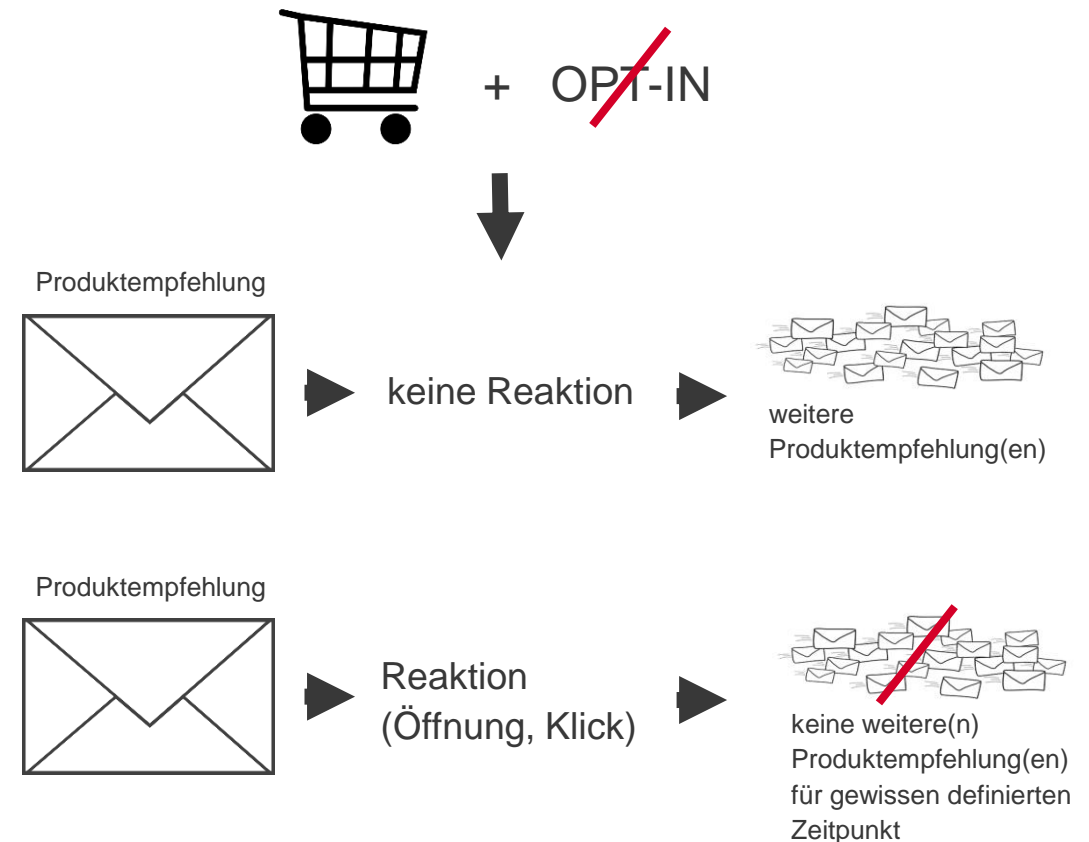 + OPT-IN
Produktempfehlung
keine Reaktion
weitere
Produktempfehlung(en)
Produktempfehlung
Reaktion
(Öffnung, Klick)
keine weitere(n)
Produktempfehlung(en)
für gewissen definierten
Zeitpunkt